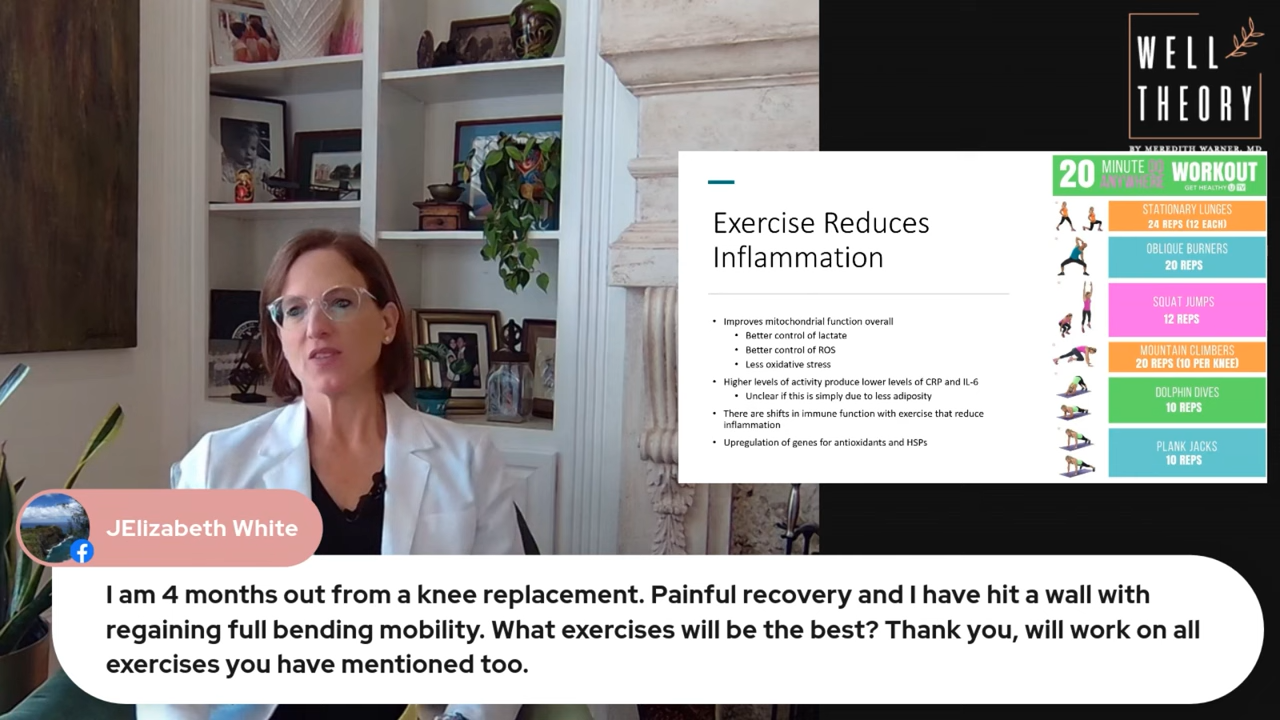 WELL
THEORY
BY MEREDITH WARNER, MD
Exercise Reduces
Inflammation
• Improves mitochondrial function overall
• Better control of lactate
• Better control of ROS
• Less oxidative stress
• Higher levels of activity produce lower levels of CRP and IL-6
• Unclear if this is simply due to less adiposity
• There are shifts in immune function with exercise that reduce
inflammation
• Upregulation of genes for antioxidants and HSPs
20 MINUTE WORKOUT
GET HEALTHY U TV
STATIONARY LUNGES
24 REPS (12 EACH)
OBLIQUE BURNERS
20 REPS
SQUAT JUMPS
12 REPS
MOUNTAIN CLIMBERS
20 REPS (10 PER KNEE)
DOLPHIN DIVES
10 REPS
PLANK JACKS
10 REPS
JElizabeth White
I am 4 months out from a knee replacement. Painful recovery and I have hit a wall with
regaining full bending mobility. What exercises will be the best? Thank you, will work on all
exercises you have mentioned too.